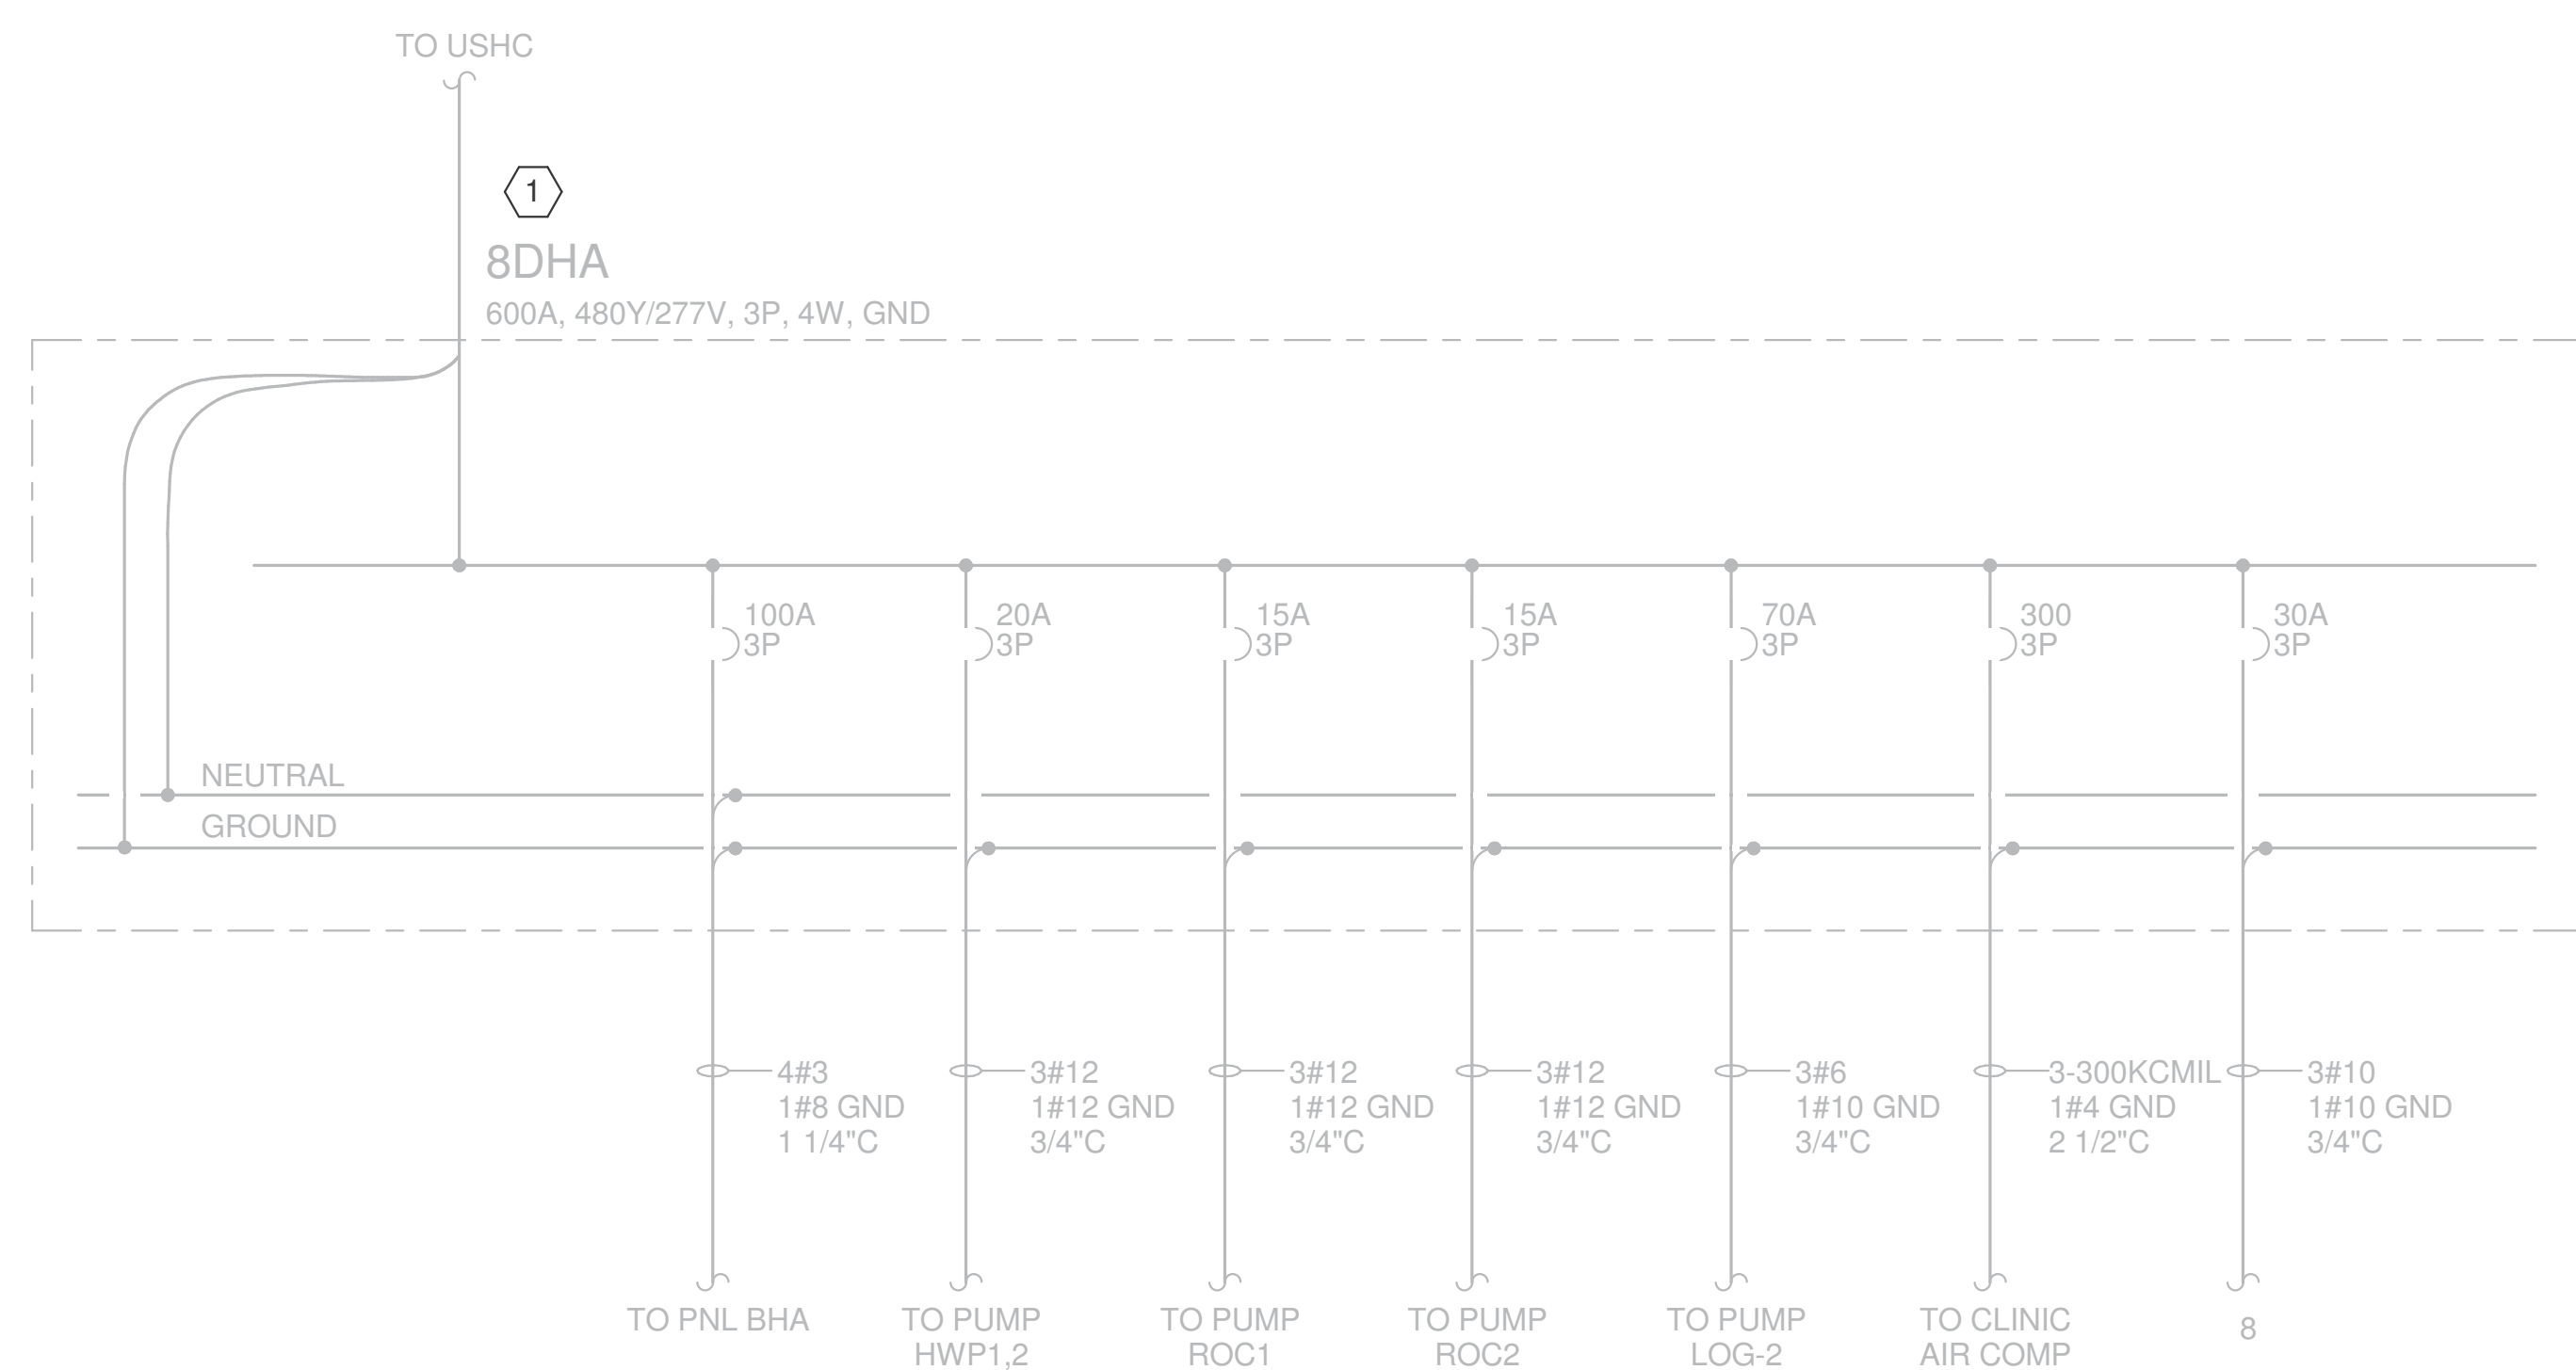 TO USHC
1
8DHA
600A, 480Y/277V, 3P, 4W, GND
100A
3P
20A
3P
15A
3P
15A
3P
70A
3P
300
3P
30A
3P
NEUTRAL
GROUND
4#3
1#8 GND
1 1/4"C
3#12
1#12 GND
3/4"C
3#12
1#12 GND
3/4"C
3#12
1#12 GND
3/4"C
3#6
1#10 GND
3/4"C
3-300KCMIL
1#4 GND
2 1/2"C
3#10
1#10 GND
3/4"C
TO PNL BHA
TO PUMP
HWP1,2
TO PUMP
ROC1
TO PUMP
ROC2
TO PUMP
LOG-2
TO CLINIC
AIR COMP
8